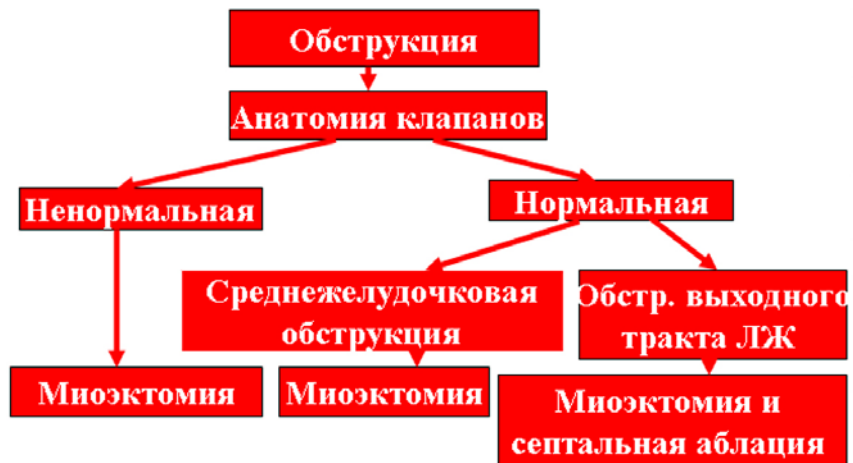 Обструкция
Анатомия клапанов
Ненормальная
Нормальная
Среднежелудочковая
обструкция
Обстр. выходного
тракта ЛЖ
Миоэктомия
Миоэктомия
Миоэктомия и
септальная аблация